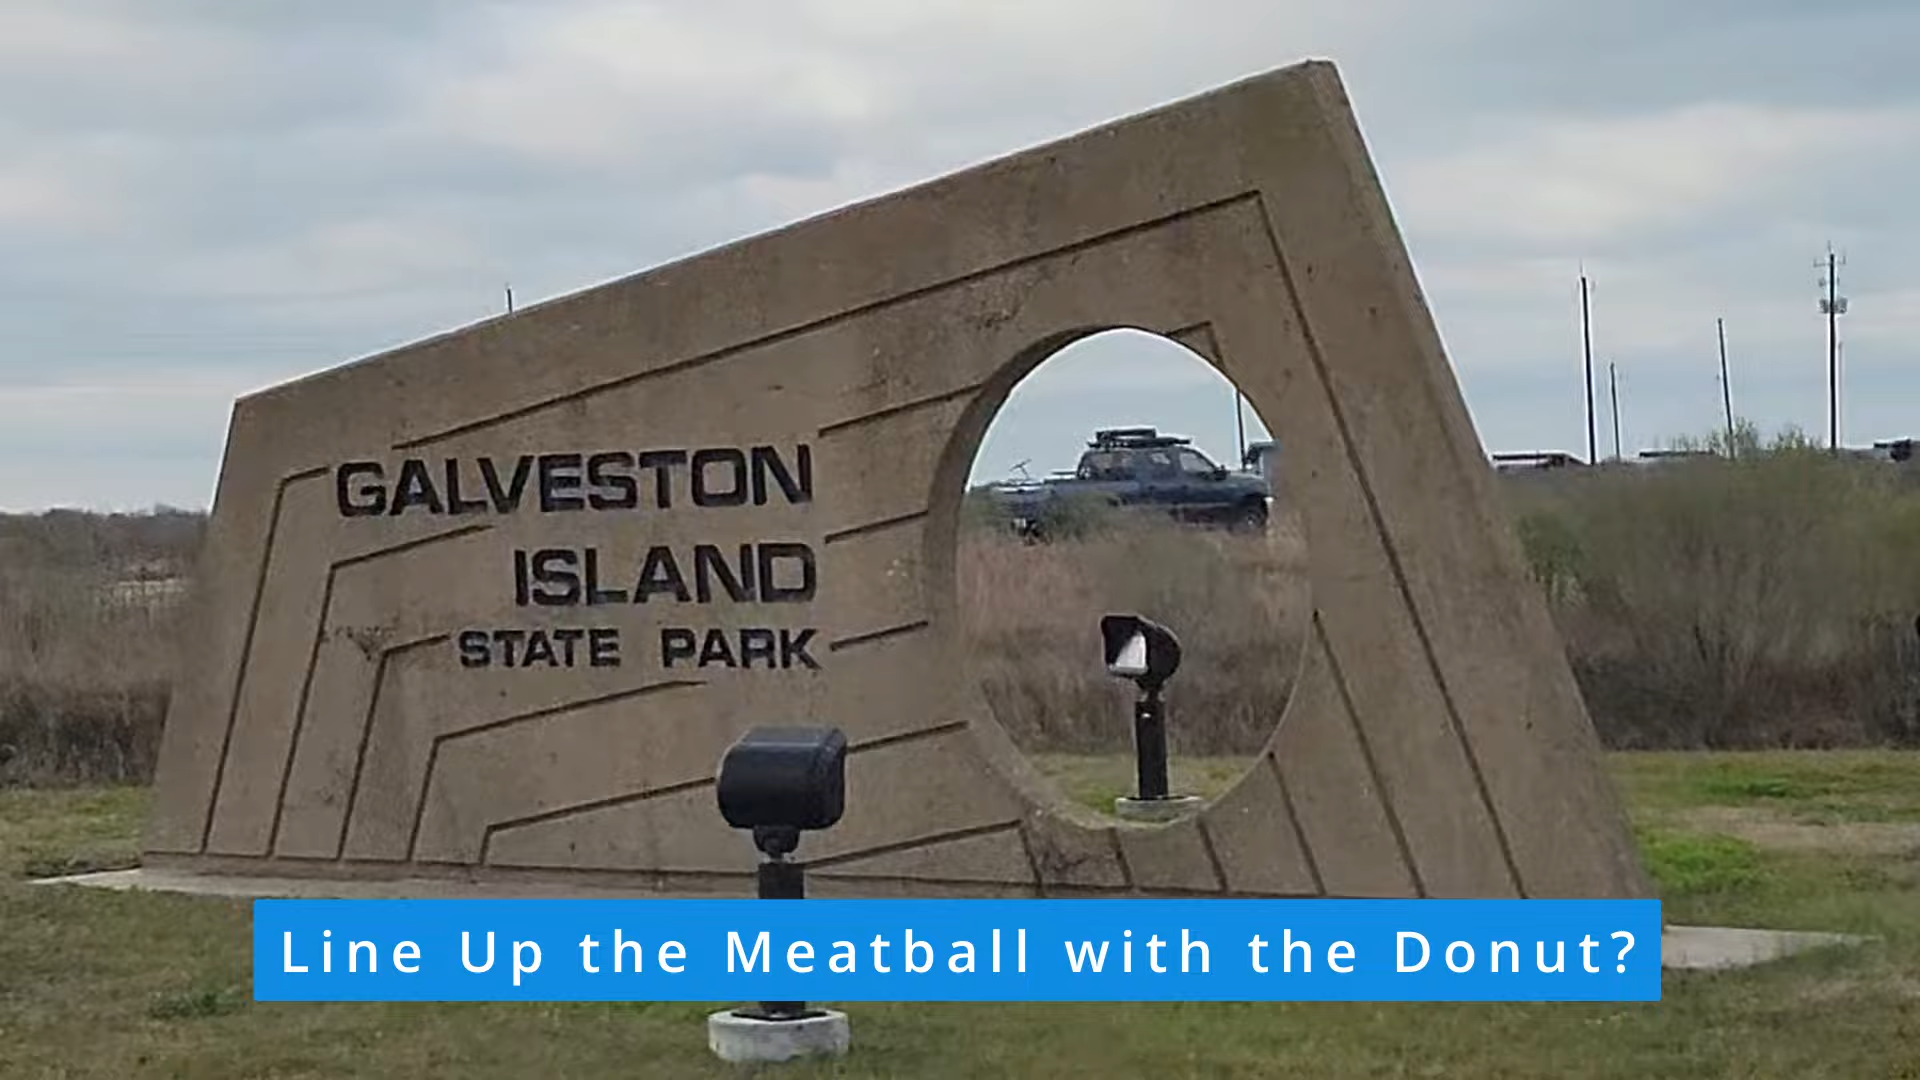 GALVESTON
ISLAND
STATE PARK
Line Up the Meatball with the Donut?